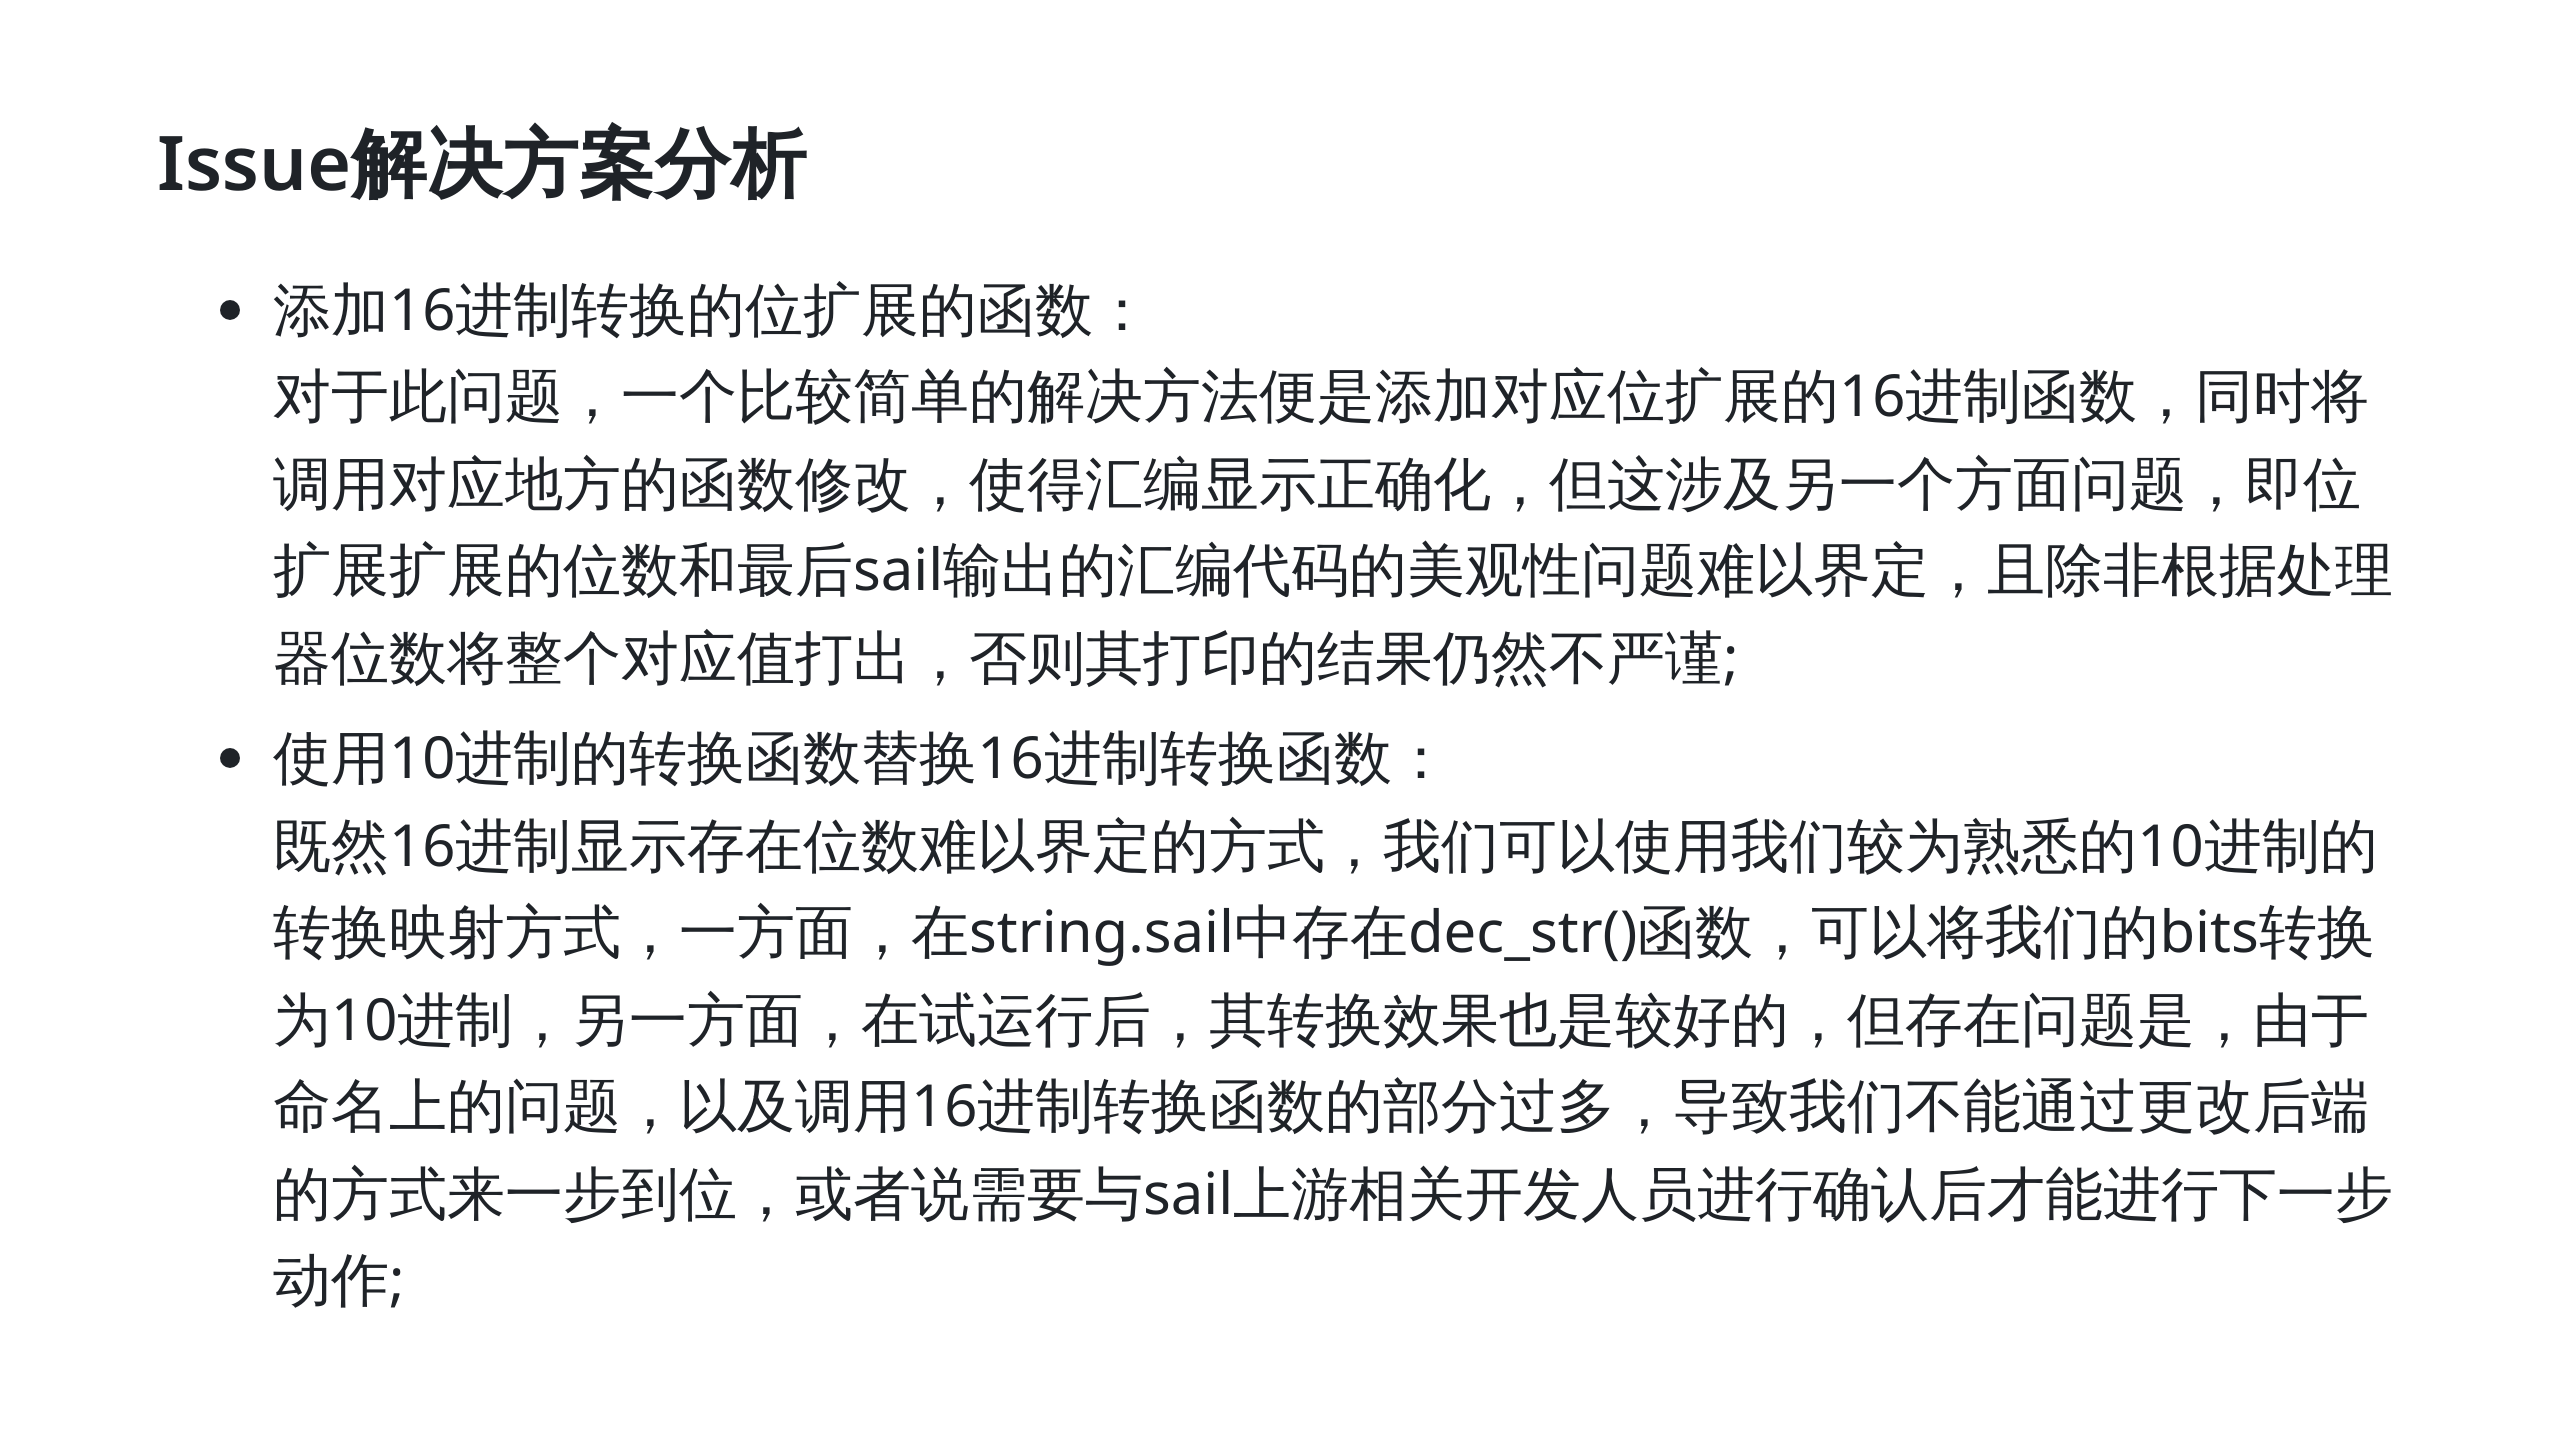 Issue解决方案分析
添加16进制转换的位扩展的函数：
对于此问题，一个比较简单的解决方法便是添加对应位扩展的16进制函数，同时将
调用对应地方的函数修改，使得汇编显示正确化，但这涉及另一个方面问题，即位
扩展扩展的位数和最后sail输出的汇编代码的美观性问题难以界定，且除非根据处理
器位数将整个对应值打出，否则其打印的结果仍然不严谨;
使用10进制的转换函数替换16进制转换函数：
既然16进制显示存在位数难以界定的方式，我们可以使用我们较为熟悉的10进制的
转换映射方式，一方面，在string.sail中存在dec_str()函数，可以将我们的bits转换
为10进制，另一方面，在试运行后，其转换效果也是较好的，但存在问题是，由于
命名上的问题，以及调用16进制转换函数的部分过多，导致我们不能通过更改后端
的方式来一步到位，或者说需要与sail上游相关开发人员进行确认后才能进行下一步
动作;